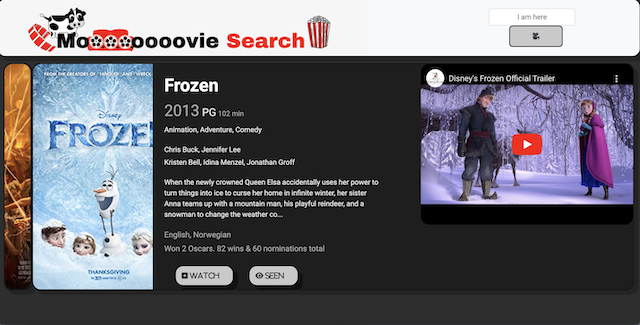 Moooooooovie Search
I am here
FROM THE CREATORS OF "TANGLED" AND "WRECK-
Disney
FROZEN
THANKSGIVING
IN 3D
Frozen
2013 PG 102 min
Animation, Adventure, Comedy
Chris Buck, Jennifer Lee
Kristen Bell, Idina Menzel, Jonathan Groff
When the newly crowned Queen Elsa accidentally uses her power to
turn things into ice to curse her home in infinite winter, her sister
Anna teams up with a mountain man, his playful reindeer, and a
snowman to change the weather co...
English, Norwegian
Won 2 Oscars. 82 wins & 60 nominations total
WATCH
SEEN
Disney's Frozen Official Trailer